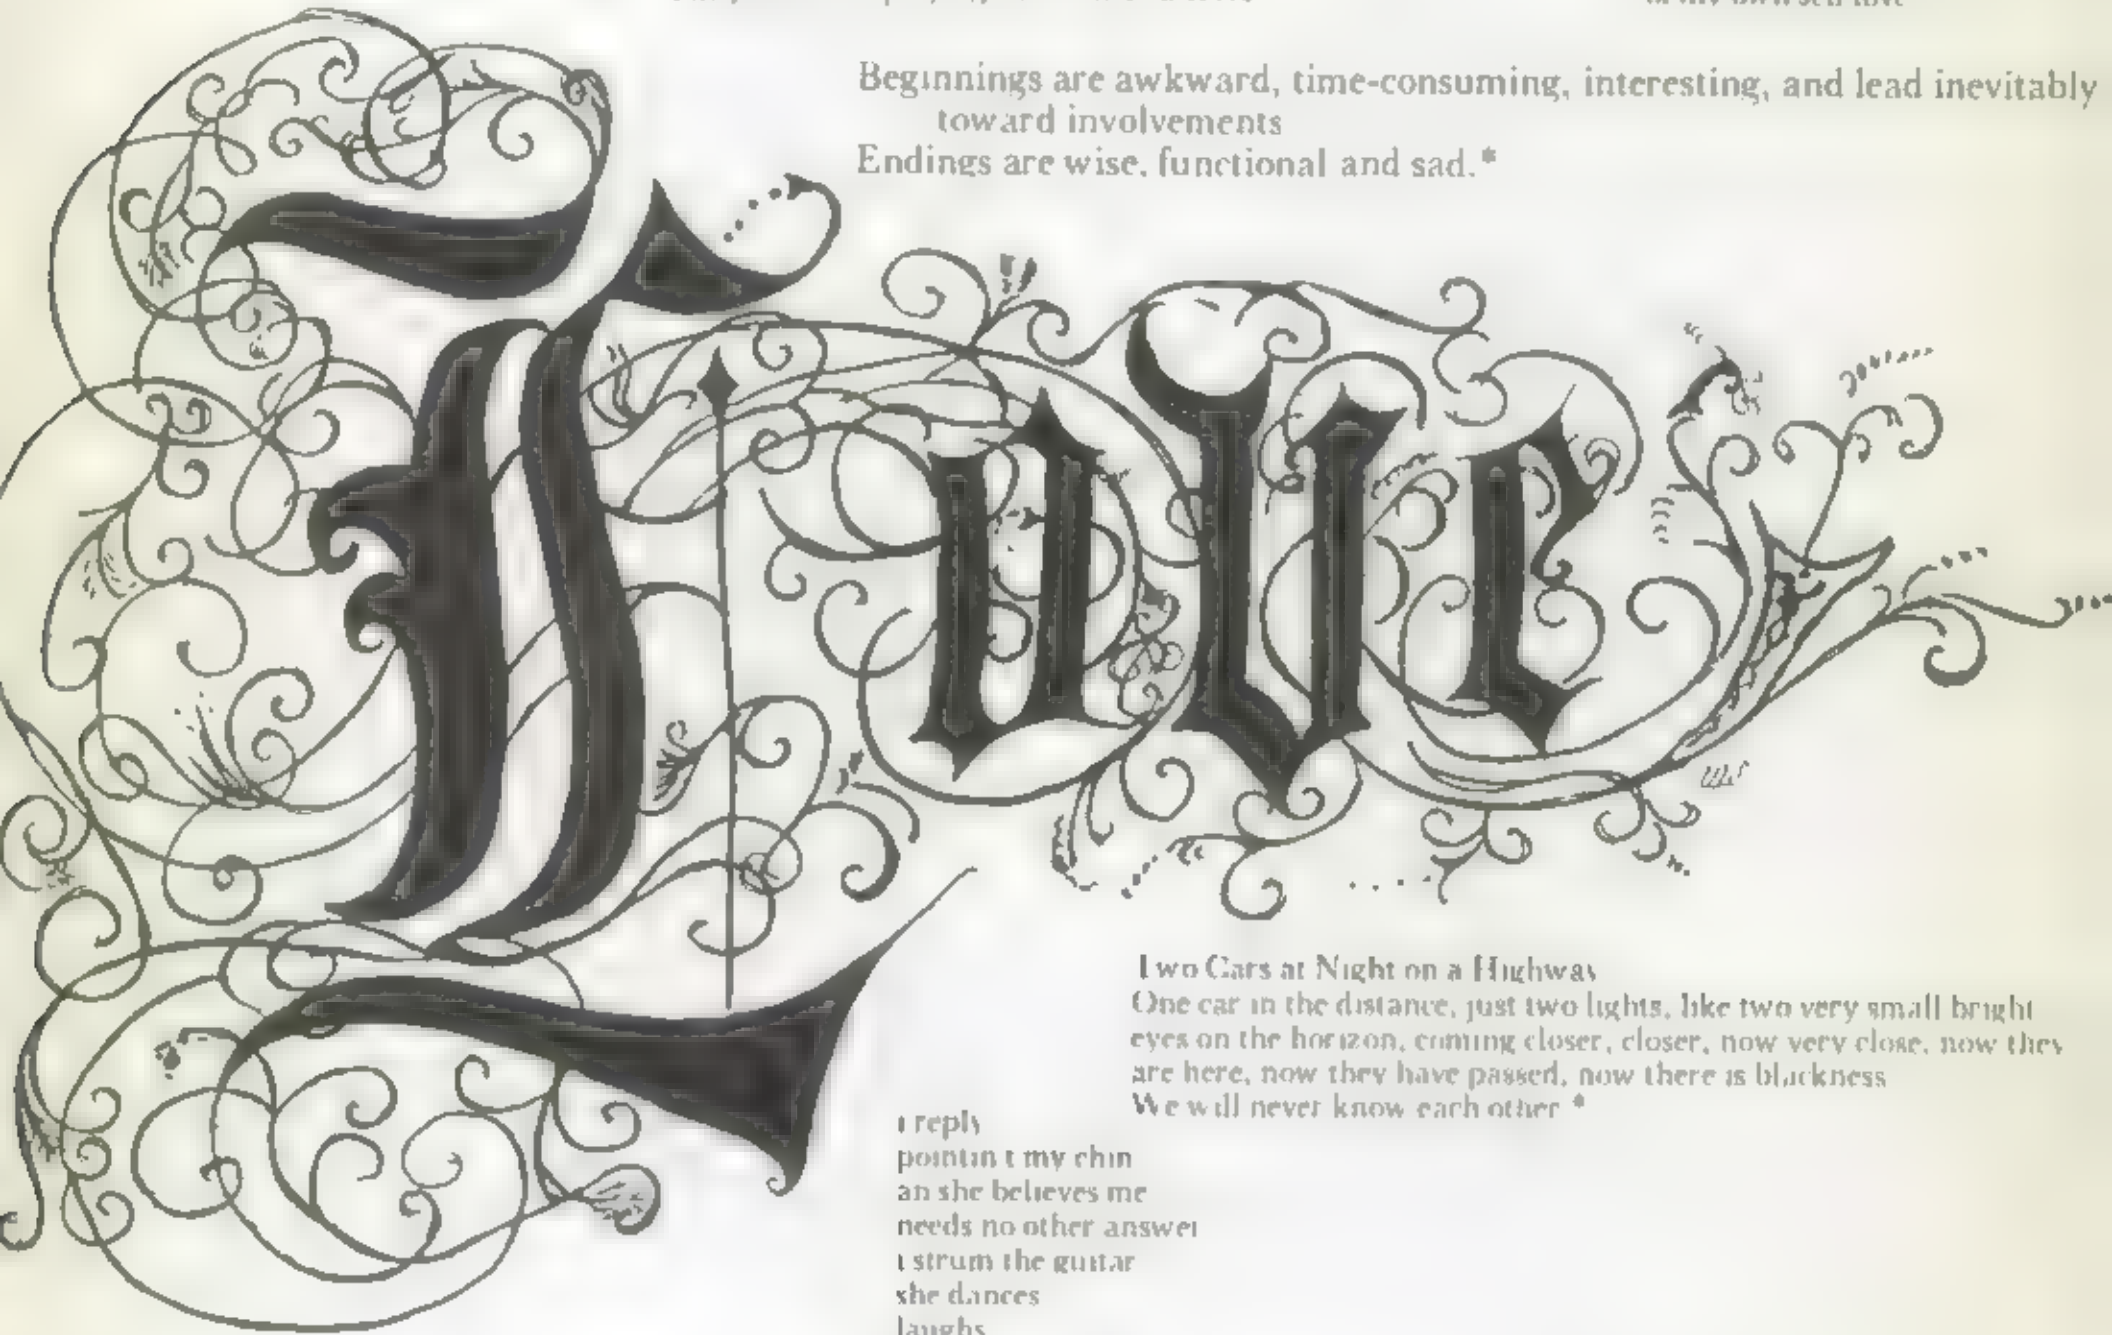 Beginnings are awkward, time-consuming, interesting, and lead inevitably
toward involvements
Endings are wise, functional and sad.*
Love
Two Cars at Night on a Highway
One car in the distance, just two lights, like two very small bright
eyes on the horizon, coming closer, closer, now very close, now they
are here, now they have passed, now there is blackness
We will never know each other *
i reply
pointin t my chin
an she believes me
needs no other answer
i strum the guitar
she dances
laughs